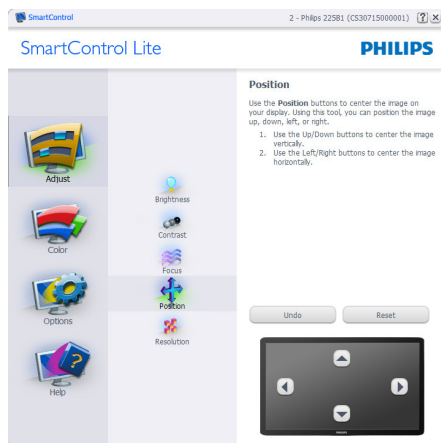 SmartControl
2 - Philips 225B1 (CS30715000001)
SmartControl Lite
PHILIPS
Adjust
Color
Options
Help
Brightness
Contrast
Focus
Position
Resolution
Position
Use the Position buttons to center the image on
your display. Using this tool, you can position the image
up, down, left, or right.
1. Use the Up/Down buttons to center the image
vertically.
2. Use the Left/Right buttons to center the image
horizontally.
Undo
Reset
PHILIPS